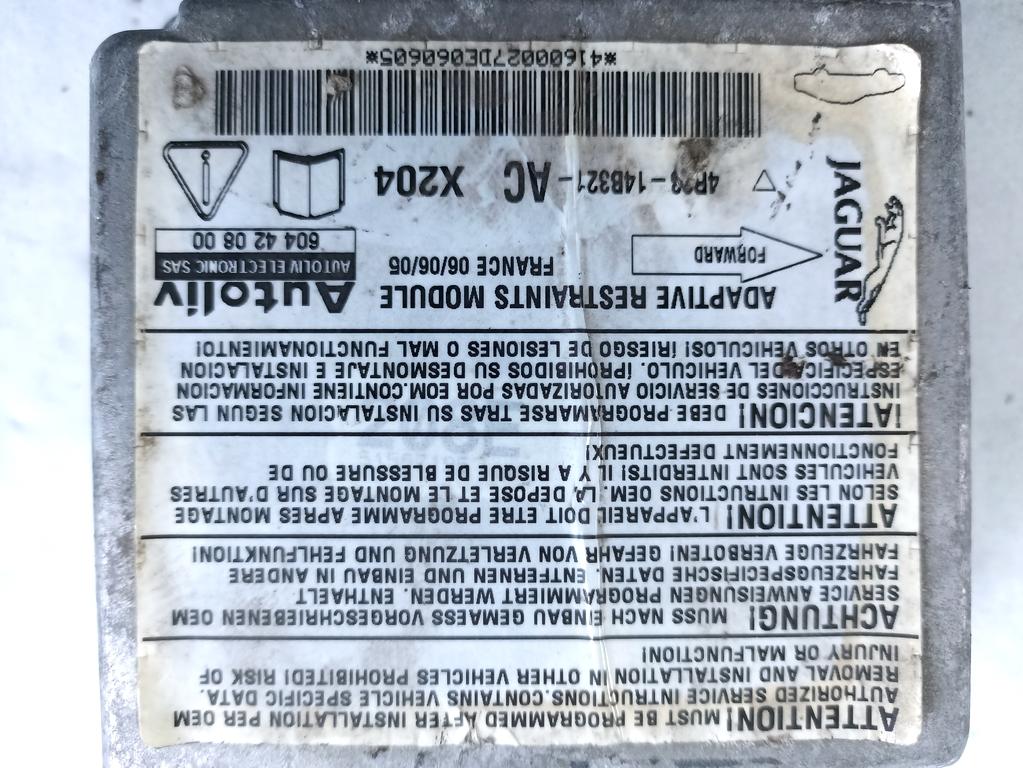 ATTENTION! MUST BE PROGRAMMED AFTER INSTALLATION PER OEM
AUTHORIZED SERVICE INTRUCTIONS.CONTAINS VEHICLE SPECIFIC DATA.
REMOVAL AND INSTALLATION IN OTHER VEHICLES PROHIBITED! RISK OF
INJURY OR MALFUNCTION!
ACHTUNG! MUSS NACH EINBAU GEMAESS VORGESCHRIEBENEN OEM
SERVICE ANWEISUNGEN PROGRAMMIERT WERDEN. ENTHAELT
FAHRZEUGSPEZIFISCHE DATEN. ENTFERNEN UND EINBAU IN ANDERE
FAHRZEUGE VERBOTEN! GEFAHR VON VERLETZUNG UND FEHLFUNKTION!
ATTENTION! L'APPAREIL DOIT ETRE PROGRAMME APRES MONTAGE
SELON LES INTRUCTIONS OEM. LA DEPOSE ET LE MONTAGE SUR D'AUTRES
VEHICULES SONT INTERDITS! IL Y A RISQUE DE BLESSURE OU DE
FONCTIONNEMENT DEFECTUEUX!
¡ATENCION! DEBE PROGRAMARSE TRAS SU INSTALACION SEGUN LAS
INSTRUCCIONES DE SERVICIO AUTORIZADAS POR EOM.CONTIENE INFORMACION
ESPECIFICA DEL VEHICULO. ¡PROHIBIDOS SU DESMONTAJE E INSTALACION
EN OTROS VEHICULOS! ¡RIESGO DE LESIONES O MAL FUNCTIONAMIENTO!
JAGUAR
ADAPTIVE RESTRAINTS MODULE
FRANCE 06/06/05
Autoliv
AUTOLIV ELECTRONIC SAS
604 42 08 00
FORWARD
-14B321-AC X204
*41600027DE060605*